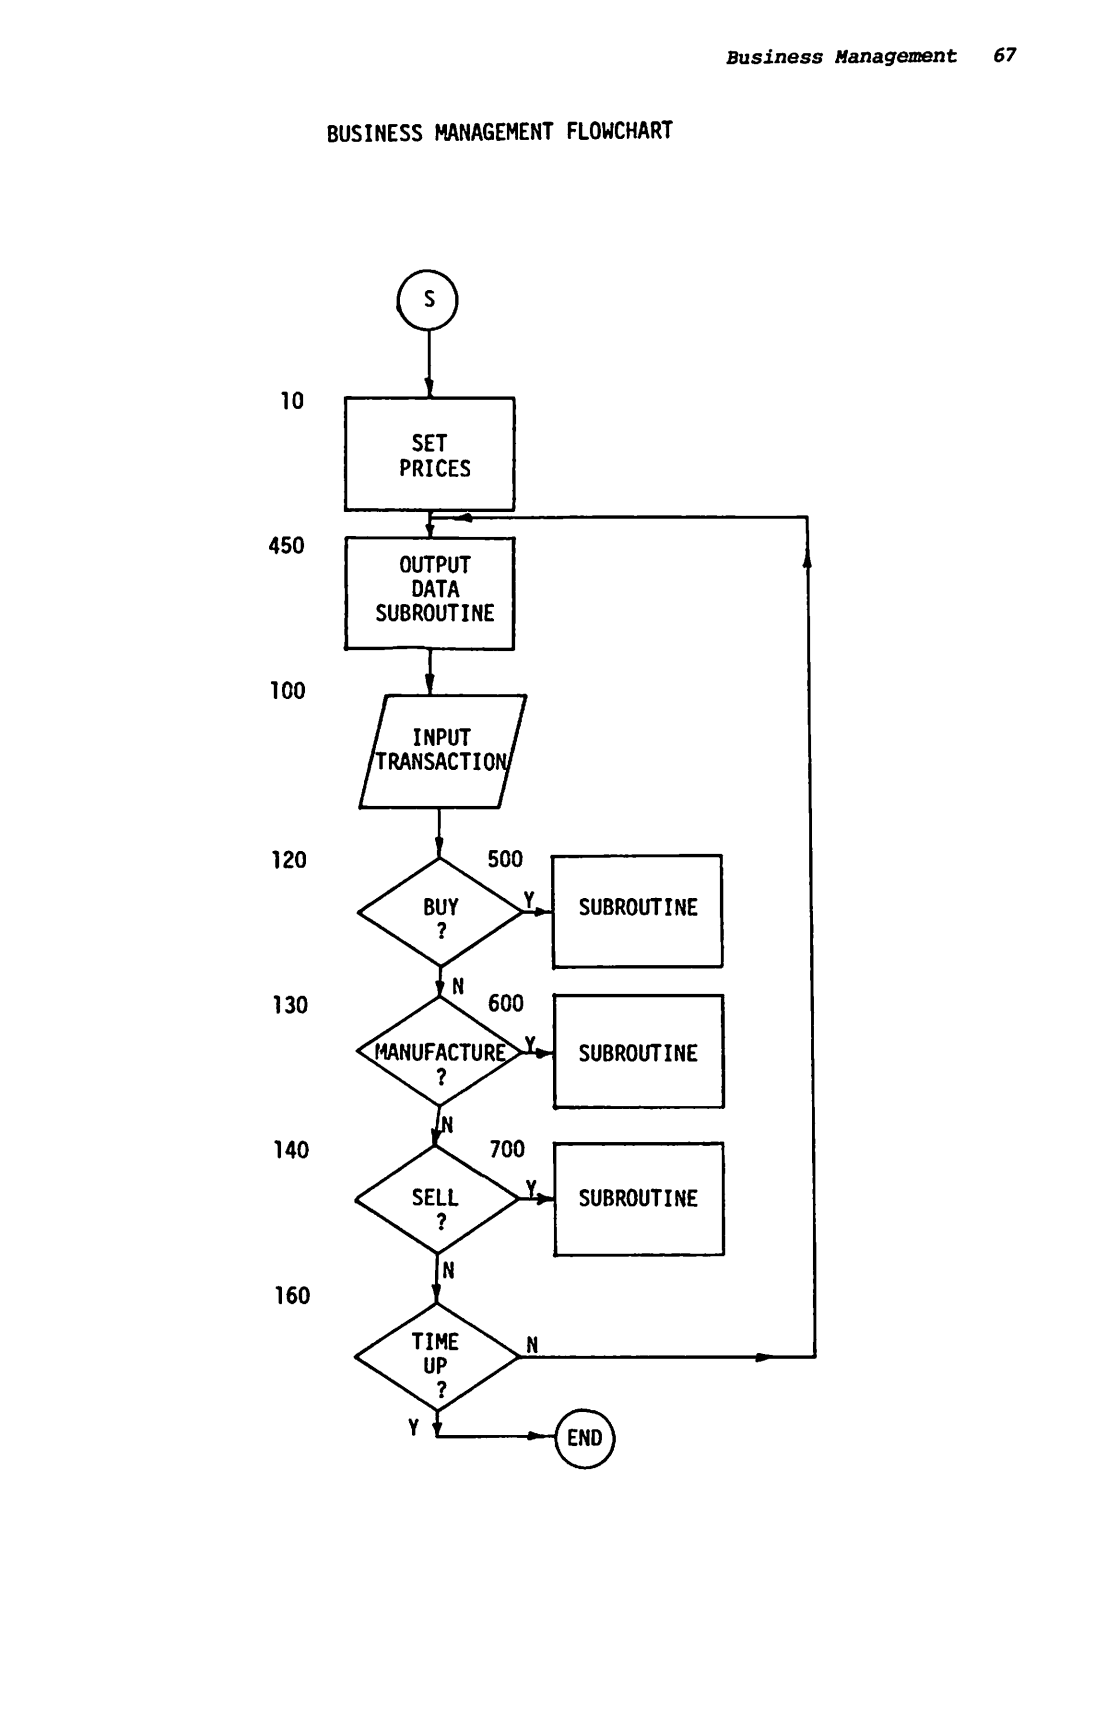 Business Management 67
BUSINESS MANAGEMENT FLOWCHART
S
10
SET
PRICES
450
OUTPUT
DATA
SUBROUTINE
100
INPUT
TRANSACTION
120
BUY
?
Y
500
SUBROUTINE
N
130
MANUFACTURE
?
Y
600
SUBROUTINE
N
140
SELL
?
Y
700
SUBROUTINE
N
160
TIME
UP
?
N
Y
END